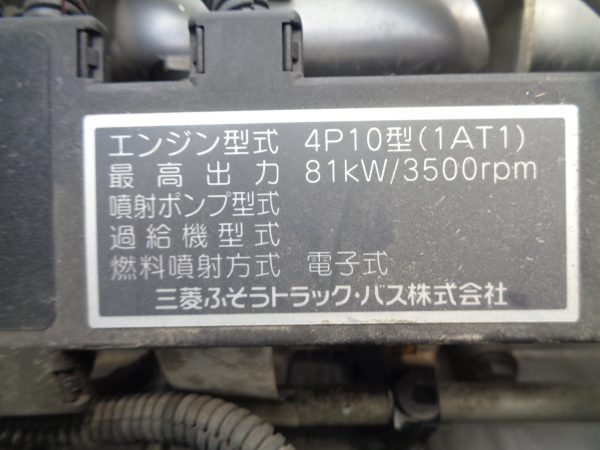 エンジン型式 4P10型(1AT1)
最高出力 81kW/3500rpm
噴射ポンプ型式
過給機型式
燃料噴射方式 電子式
三菱ふそうトラック・バス株式会社